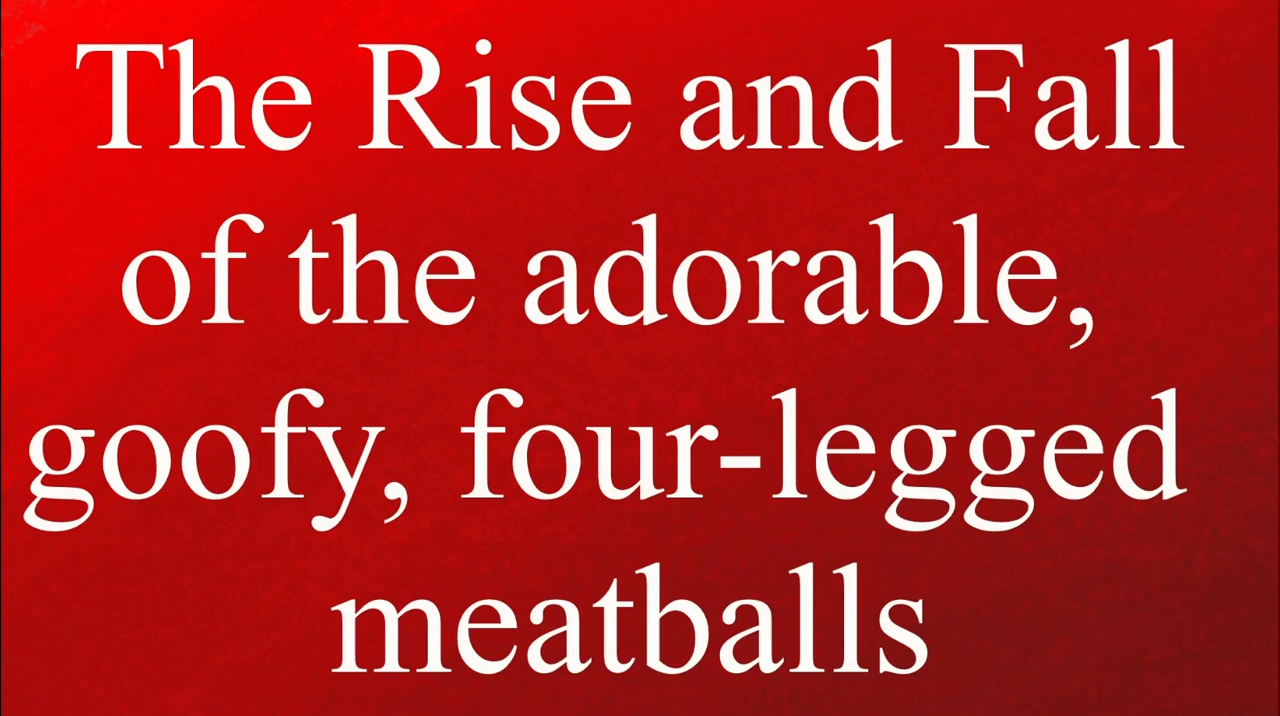 The Rise and Fall
of the adorable,
goofy, four-legged
meatballs